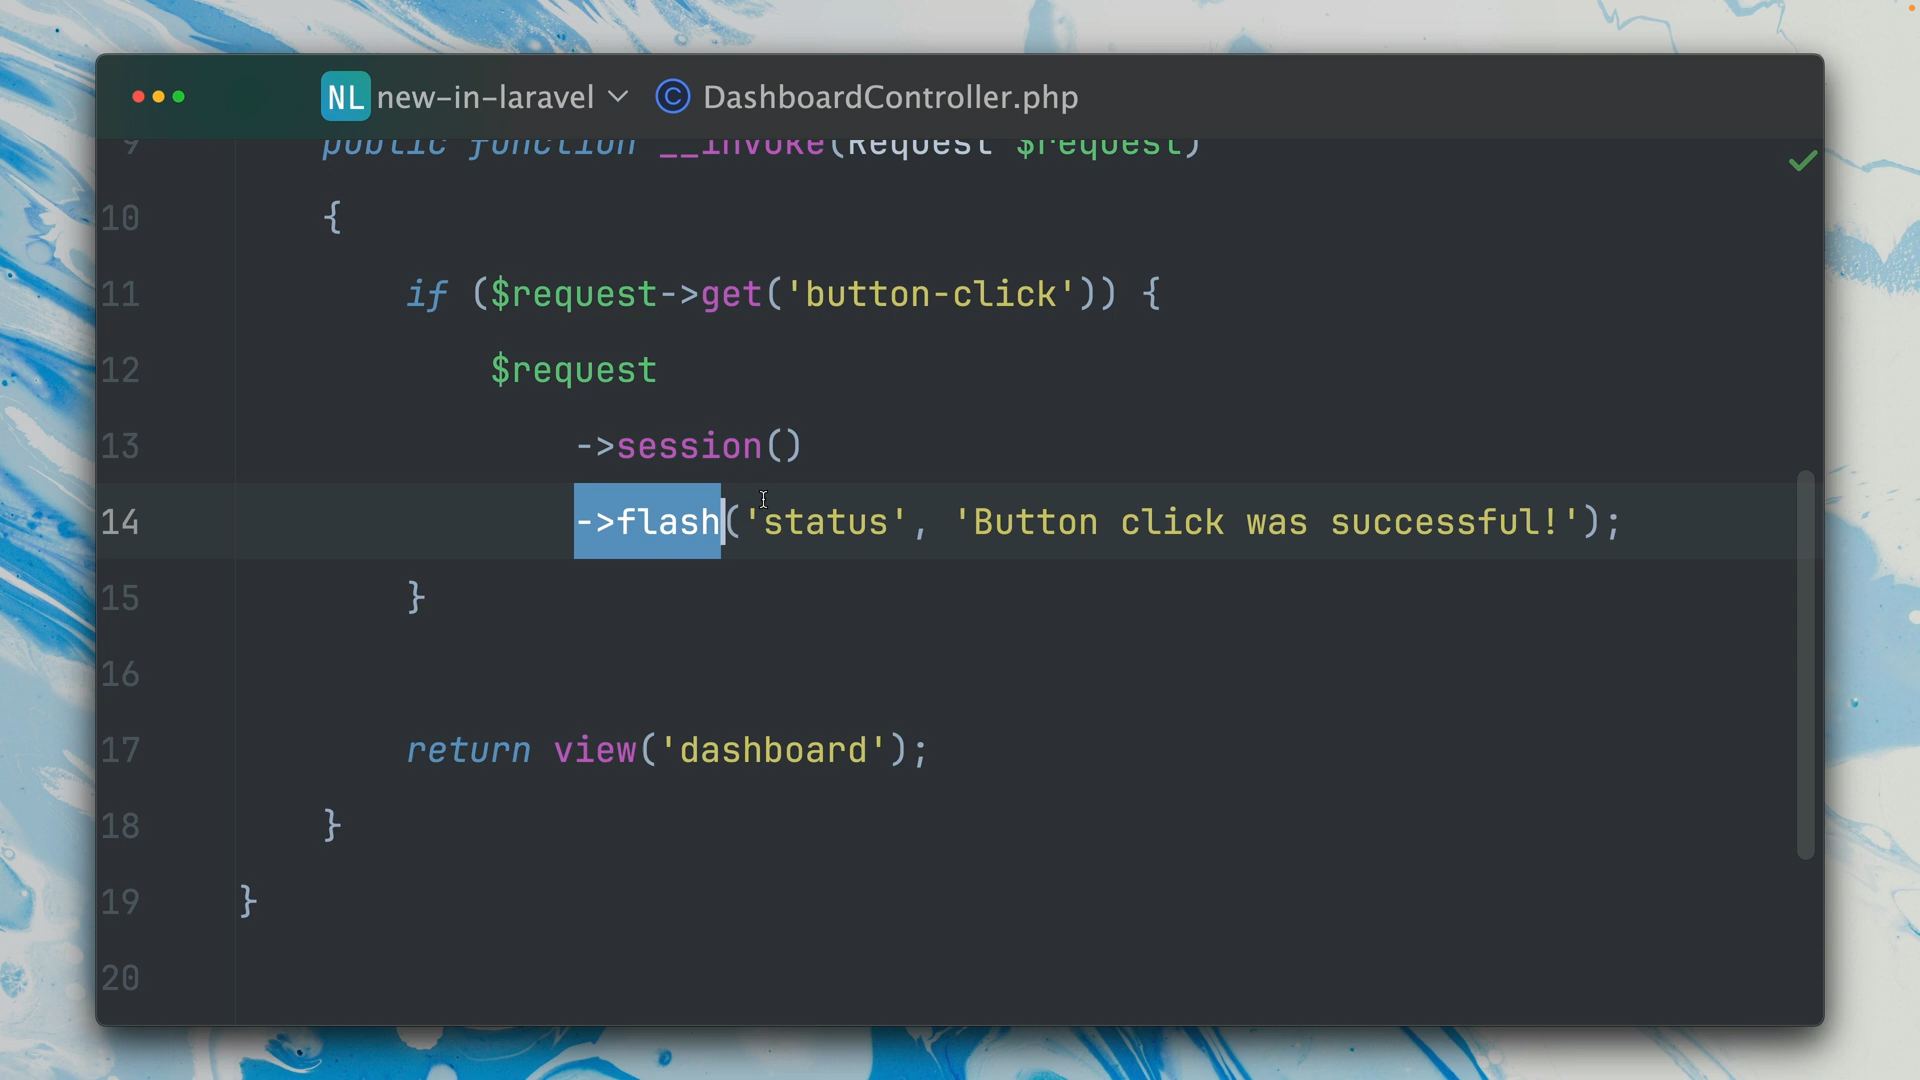 NL new-in-laravel DashboardController.php
9 public function __invoke(Request $request)
10 {
11 if ($request->get('button-click')) {
12 $request
13 ->session()
14 ->flash('status', 'Button click was successful!');
15 }
16
17 return view('dashboard');
18 }
19 }
20